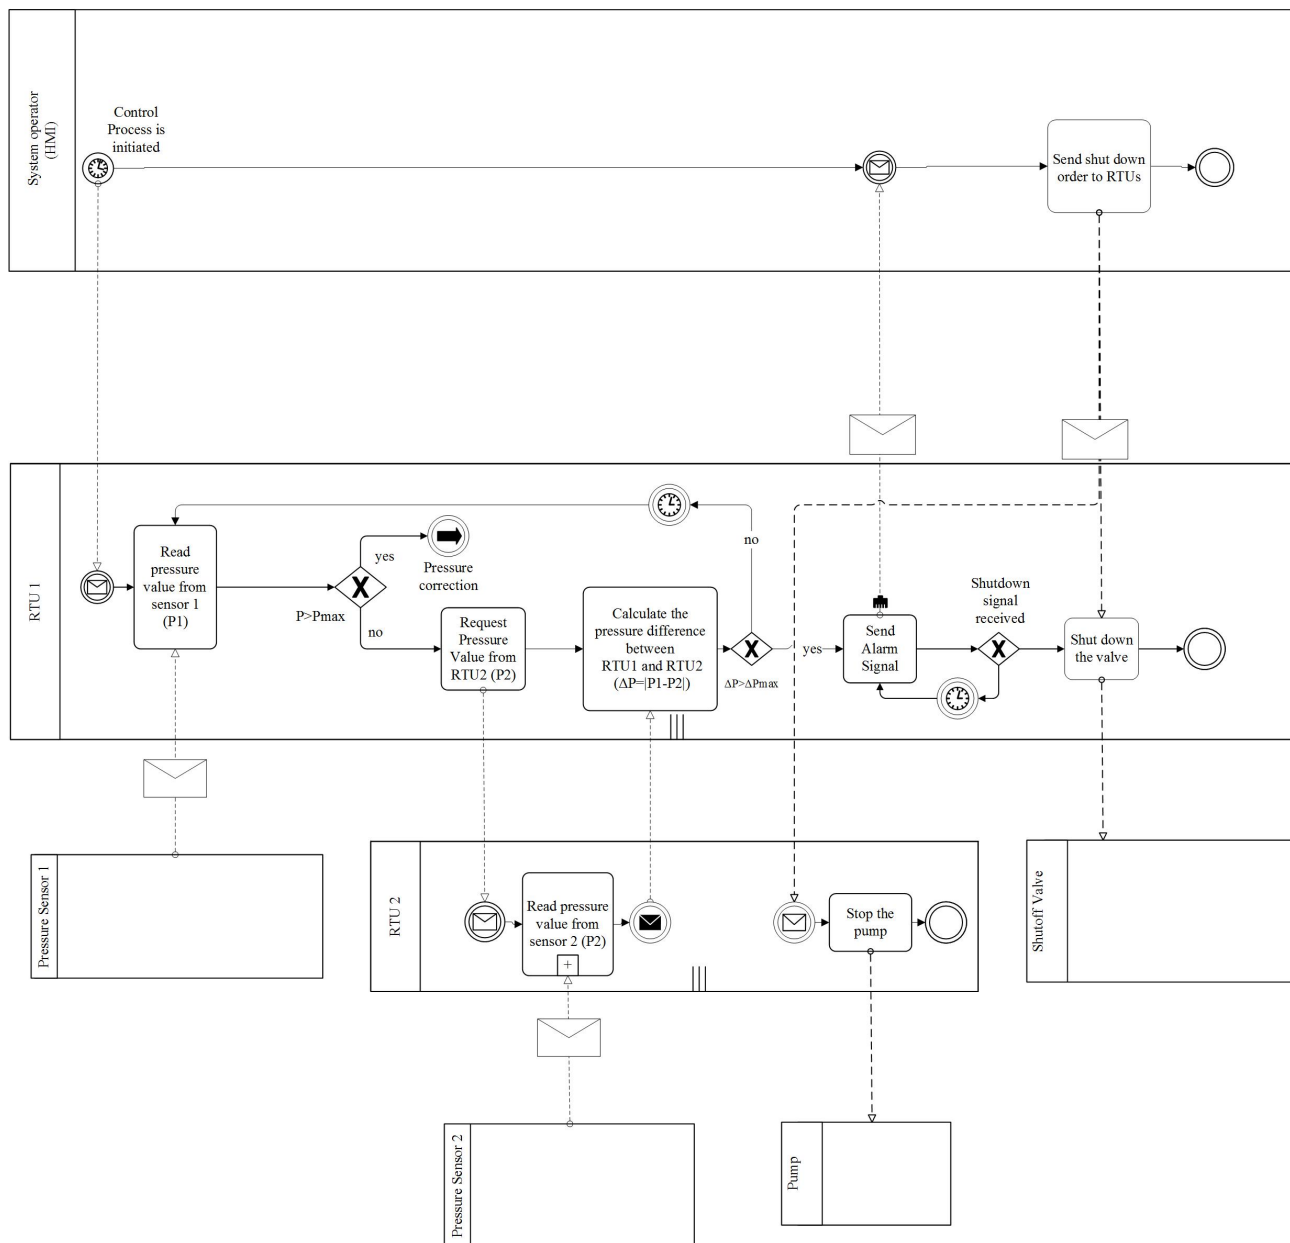 System operator
(HMI)
Control
Process is
initiated
Send shut down
order to RTUs
RTU 1
Read
pressure
value from
sensor 1
(P1)
P>Pmax
yes
no
Pressure
correction
Request
Pressure
Value from
RTU2 (P2)
Calculate the
pressure difference
between
RTU1 and RTU2
(ΔP=|P1-P2|)
no
ΔP>ΔPmax
yes
Send
Alarm
Signal
Shutdown
signal
received
Shut down
the valve
Pressure Sensor 1
RTU 2
Read pressure
value from
sensor 2 (P2)
Stop the
pump
Shutoff Valve
Pressure Sensor 2
Pump